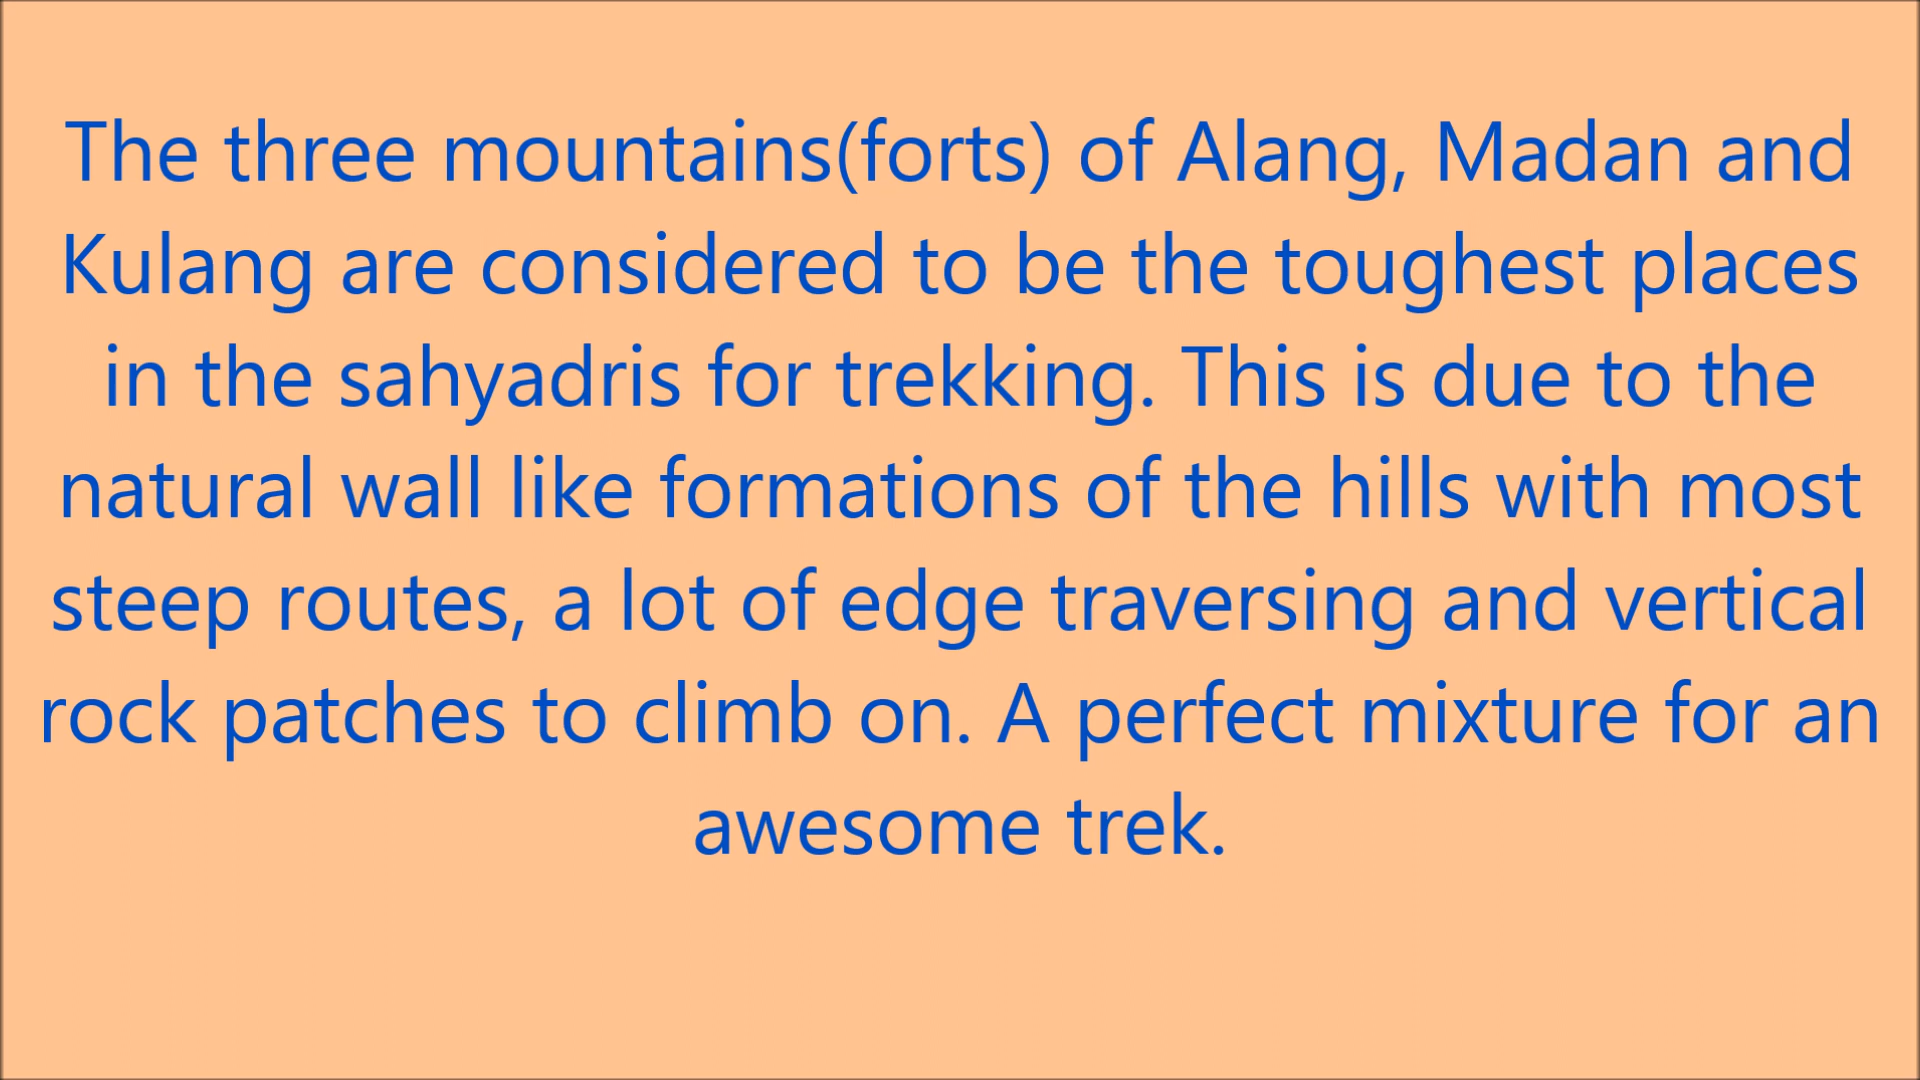 The three mountains(forts) of Alang, Madan and
Kulang are considered to be the toughest places
in the sahyadris for trekking. This is due to the
natural wall like formations of the hills with most
steep routes, a lot of edge traversing and vertical
rock patches to climb on. A perfect mixture for an
awesome trek.